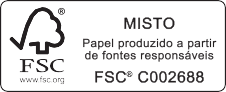 FSC
www.fsc.org
MISTO
Papel produzido a partir
de fontes responsáveis
FSC® C002688